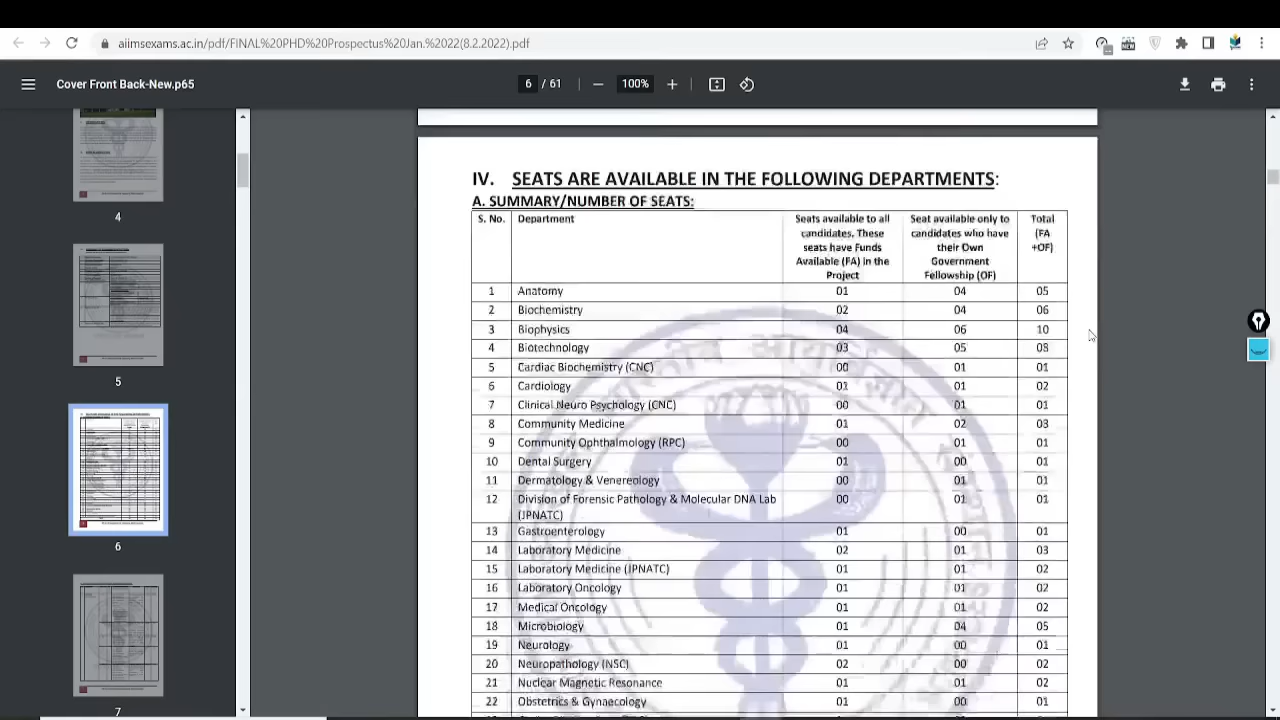 aiimsexams.ac.in/pdf/FINAL%20PHD%20Prospectus%20Jan.%2022(8.2.2022).pdf
NEW
Cover Front Back-New.p65
6 / 61
100%
4
5
6
7
IV. SEATS ARE AVAILABLE IN THE FOLLOWING DEPARTMENTS:
A. SUMMARY/NUMBER OF SEATS:
S. No. Department Seats available to all candidates. These seats have Funds Available (FA) in the Project Seat available only to candidates who have their Own Government Fellowship (OF) Total (FA +OF)
1 Anatomy 01 04 05
2 Biochemistry 02 04 06
3 Biophysics 04 06 10
4 Biotechnology 03 05 08
5 Cardiac Biochemistry (CNC) 00 01 01
6 Cardiology 01 01 02
7 Clinical Neuro Psychology (CNC) 00 01 01
8 Community Medicine 01 02 03
9 Community Ophthalmology (RPC) 00 01 01
10 Dental Surgery 01 00 01
11 Dermatology & Venereology 00 01 01
12 Division of Forensic Pathology & Molecular DNA Lab (JPNATC) 00 01 01
13 Gastroenterology 01 00 01
14 Laboratory Medicine 02 01 03
15 Laboratory Medicine (JPNATC) 01 01 02
16 Laboratory Oncology 01 01 02
17 Medical Oncology 01 01 02
18 Microbiology 01 04 05
19 Neurology 01 00 01
20 Neuropathology (NSC) 02 00 02
21 Nuclear Magnetic Resonance 01 01 02
22 Obstetrics & Gynaecology 01 00 01